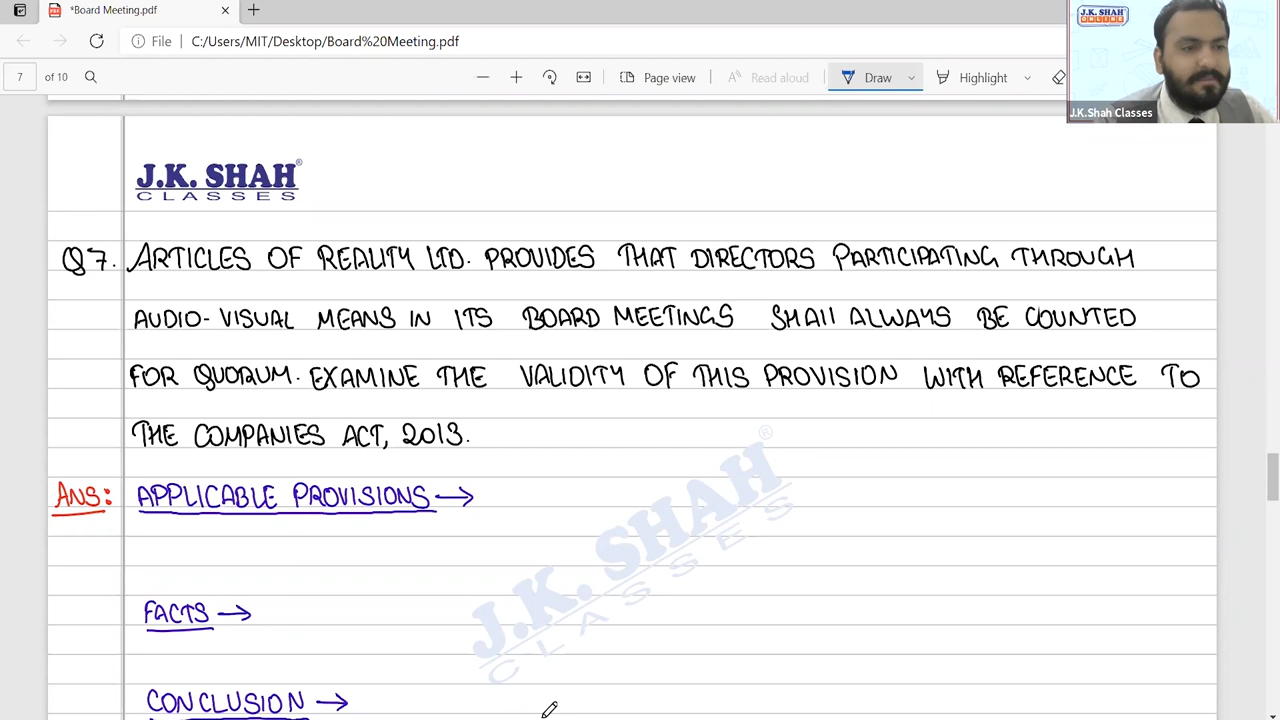 *Board Meeting.pdf
File
C:/Users/MIT/Desktop/Board%20Meeting.pdf
7 of 10
Page view
Read aloud
Draw
Highlight
J.K. SHAH
ONLINE
J.K.Shah Classes
J.K. SHAH®
CLASSES
Q7. ARTICLES OF REALITY LTD. PROVIDES THAT DIRECTORS PARTICIPATING THROUGH
AUDIO-VISUAL MEANS IN ITS BOARD MEETINGS SHAll ALWAYS BE COUNTED
FOR QUORUM. EXAMINE THE VALIDITY OF THIS PROVISION WITH REFERENCE TO
THE COMPANIES ACT, 2013.
ANS: APPLICABLE PROVISIONS →
FACTS →
CONCLUSION →
J.K. SHAH®
CLASSES